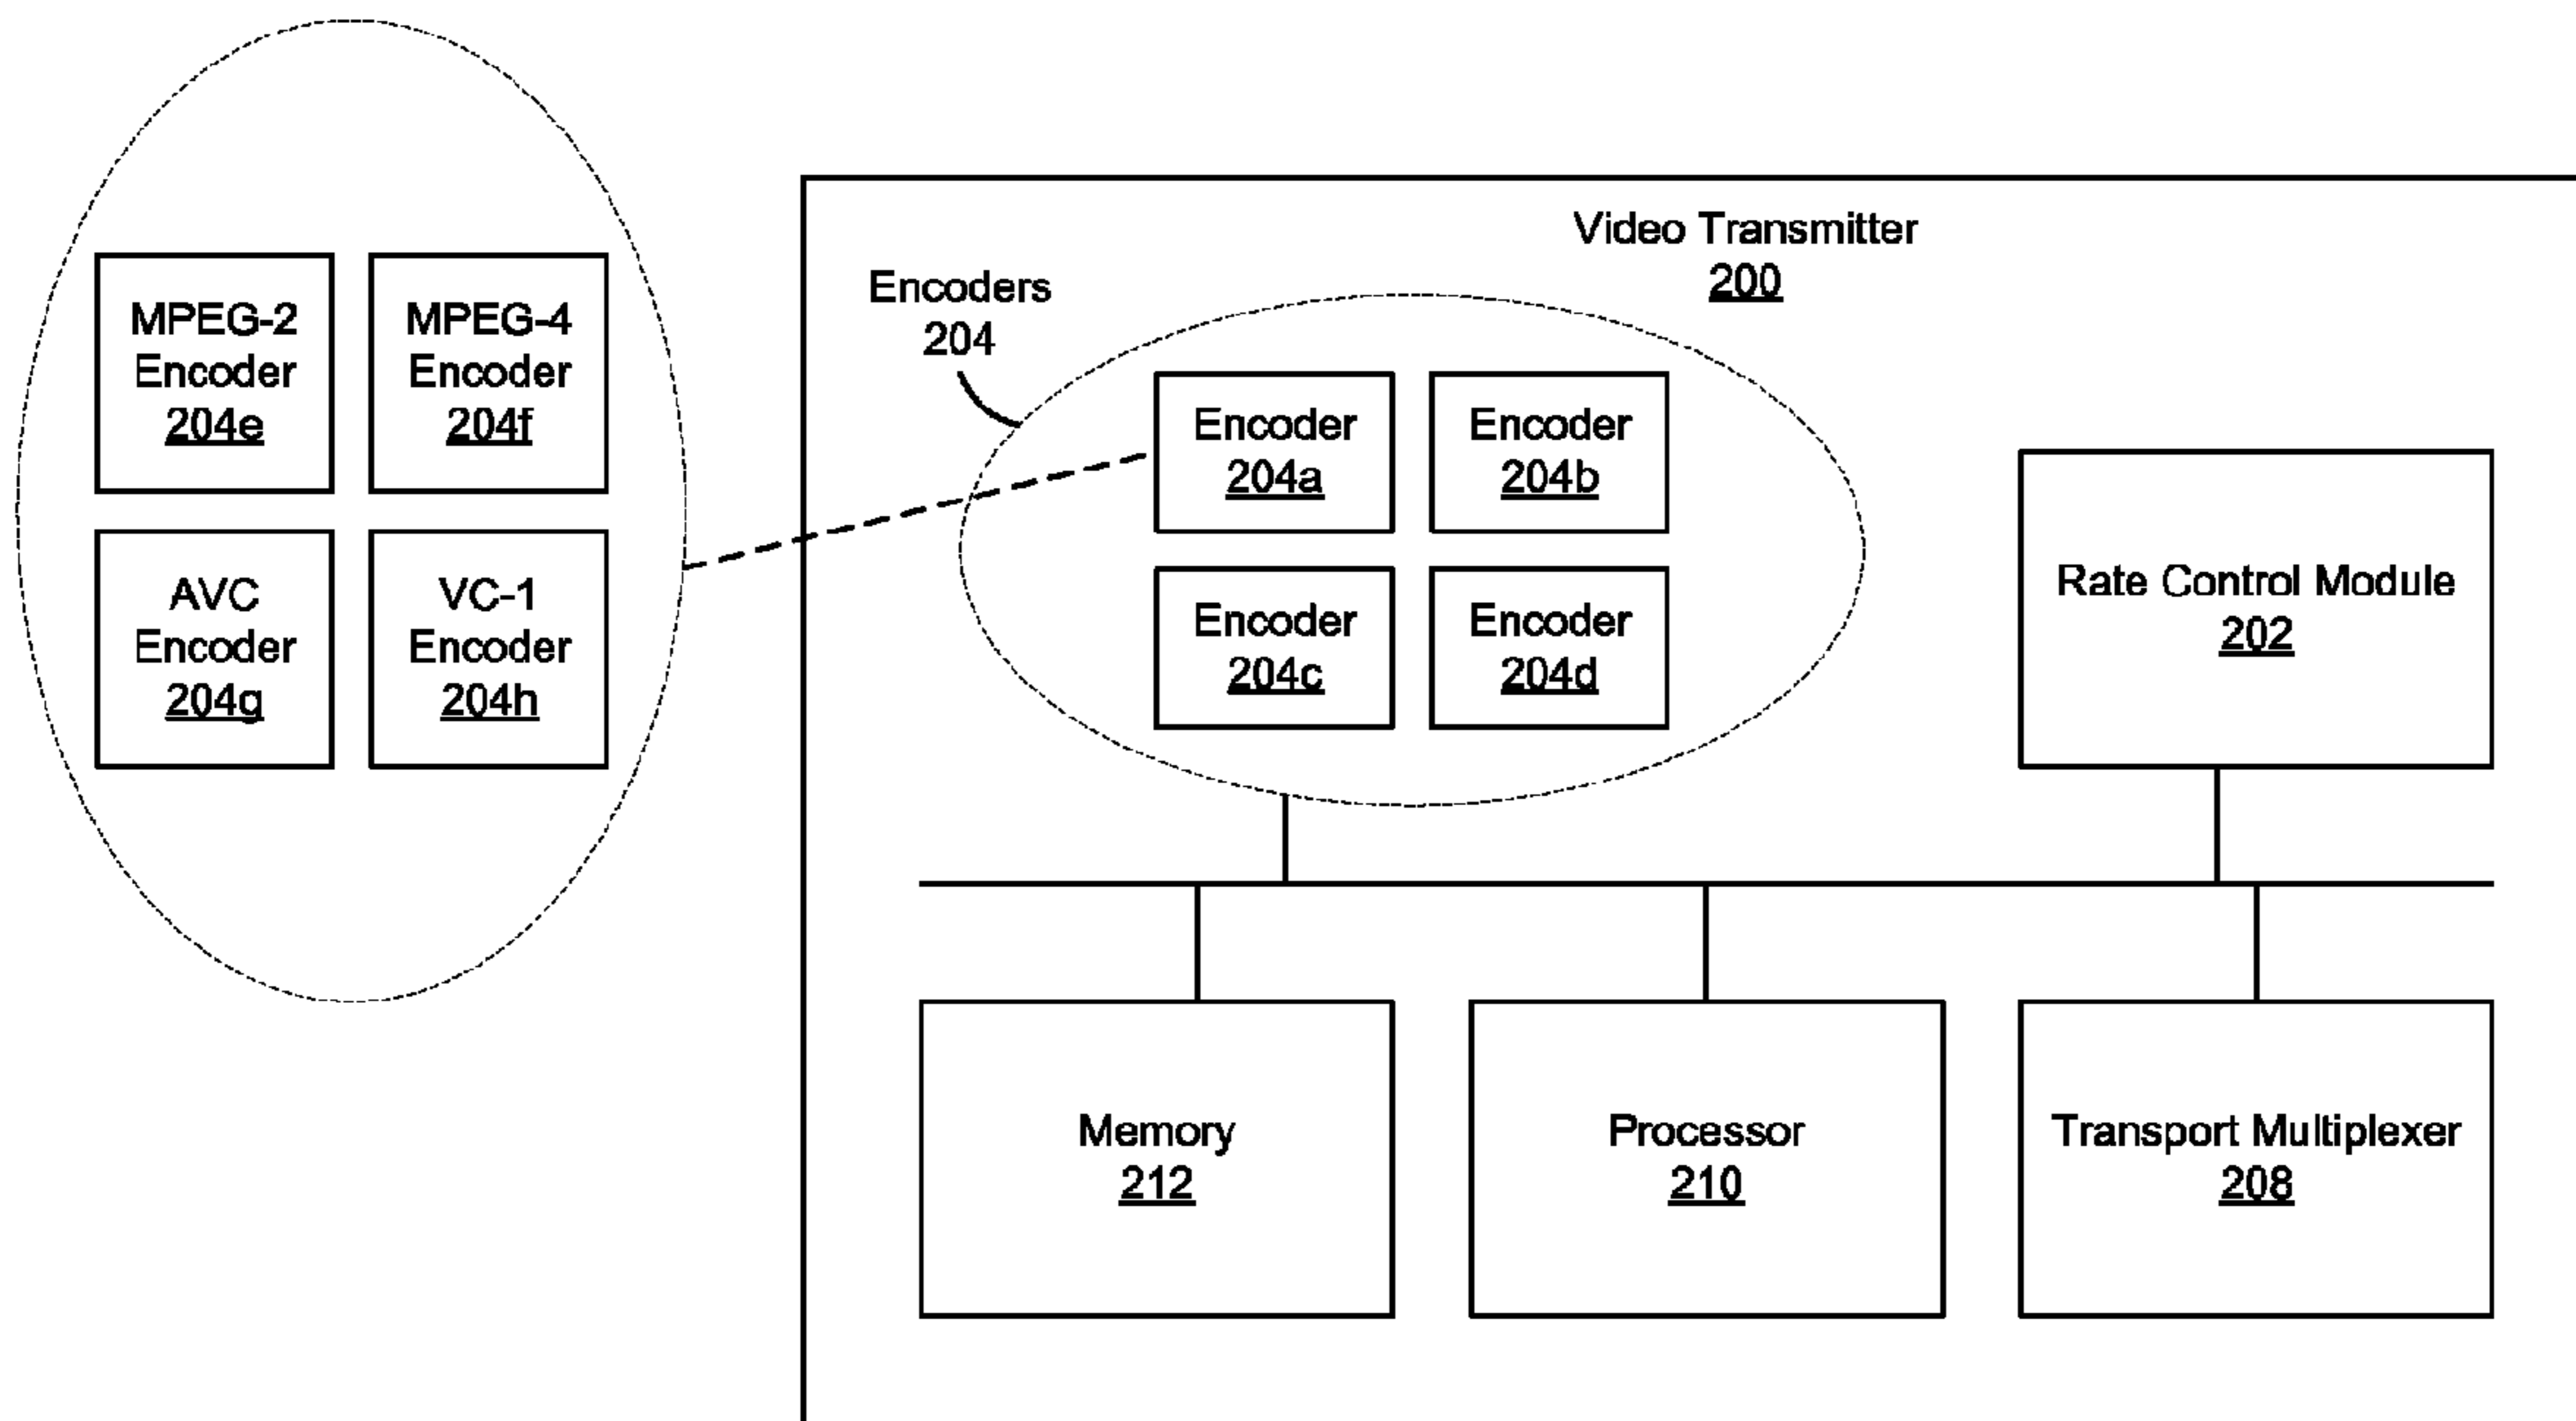 Video Transmitter
200
Encoders
204
MPEG-2
Encoder
204e
MPEG-4
Encoder
204f
AVC
Encoder
204g
VC-1
Encoder
204h
Encoder
204a
Encoder
204b
Encoder
204c
Encoder
204d
Rate Control Module
202
Memory
212
Processor
210
Transport Multiplexer
208